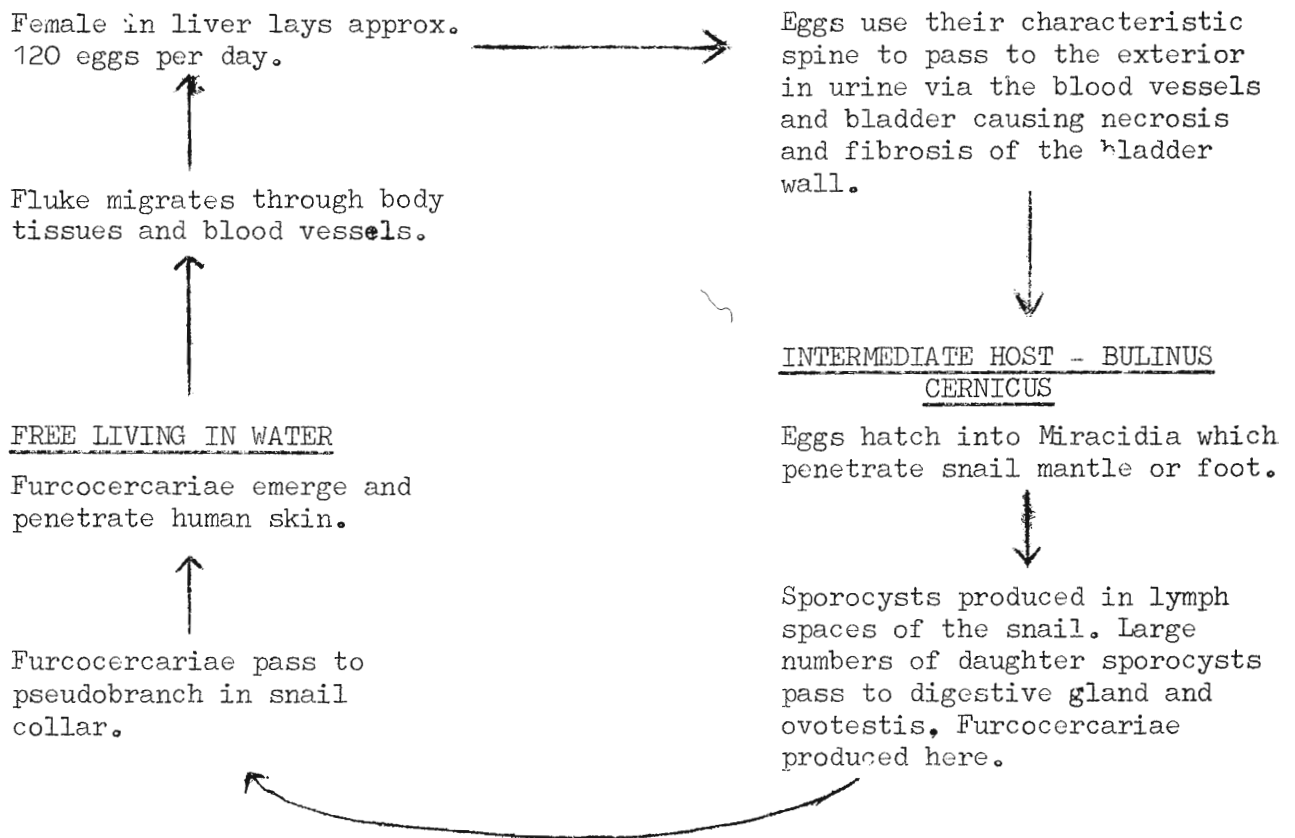 Female in liver lays approx.
120 eggs per day.
Eggs use their characteristic
spine to pass to the exterior
in urine via the blood vessels
and bladder causing necrosis
and fibrosis of the bladder
wall.
Fluke migrates through body
tissues and blood vessels.
INTERMEDIATE HOST - BULINUS
CERNICUS
Eggs hatch into Miracidia which
penetrate snail mantle or foot.
FREE LIVING IN WATER
Furcocercariae emerge and
penetrate human skin.
Sporocysts produced in lymph
spaces of the snail. Large
numbers of daughter sporocysts
pass to digestive gland and
ovotestis. Furcocercariae
produced here.
Furcocercariae pass to
pseudobranch in snail
collar.